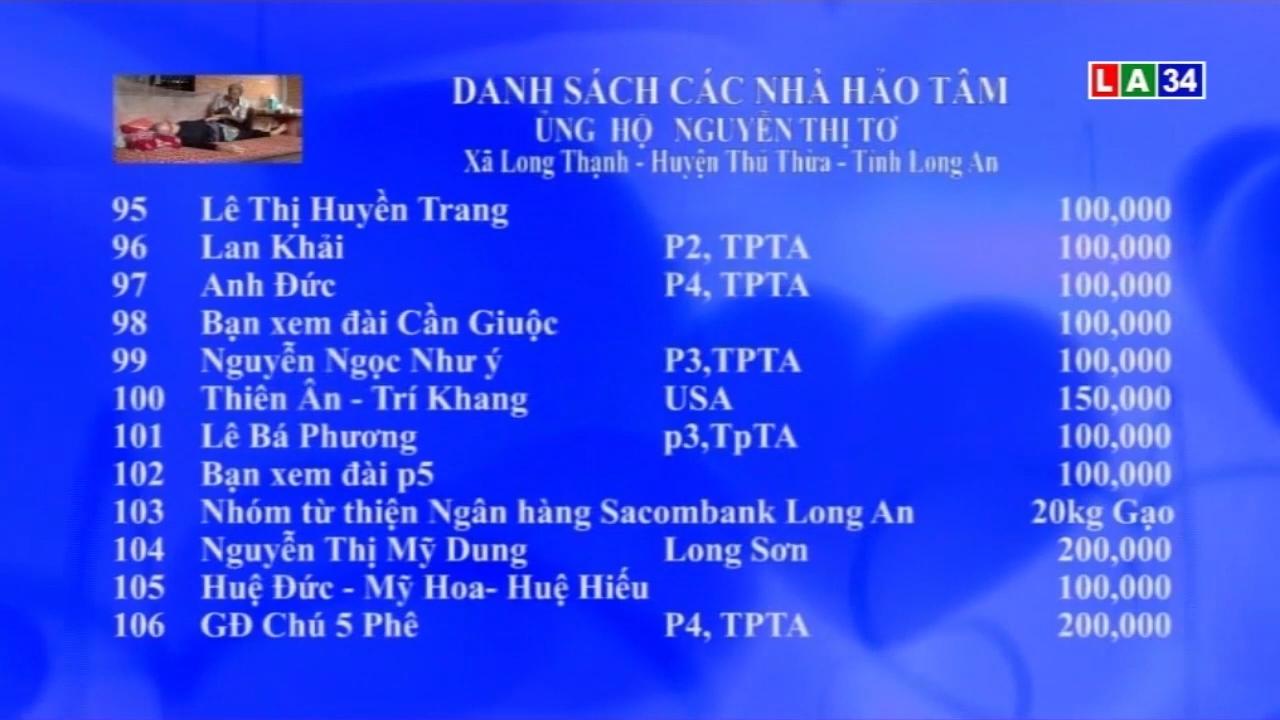 DANH SÁCH CÁC NHÀ HẢO TÂM
LA34
ỦNG HỘ NGUYỄN THỊ TƠ
Xã Long Thạnh - Huyện Thủ Thừa - Tỉnh Long An
95 Lê Thị Huyền Trang 100,000
96 Lan Khải P2, TPTA 100,000
97 Anh Đức P4, TPTA 100,000
98 Bạn xem đài Cần Giuộc 100,000
99 Nguyễn Ngọc Như ý P3,TPTA 100,000
100 Thiên Ân - Trí Khang USA 150,000
101 Lê Bá Phương p3,TpTA 100,000
102 Bạn xem đài p5 100,000
103 Nhóm từ thiện Ngân hàng Sacombank Long An 20kg Gạo
104 Nguyễn Thị Mỹ Dung Long Sơn 200,000
105 Huệ Đức - Mỹ Hoa- Huệ Hiếu 100,000
106 GĐ Chú 5 Phê P4, TPTA 200,000